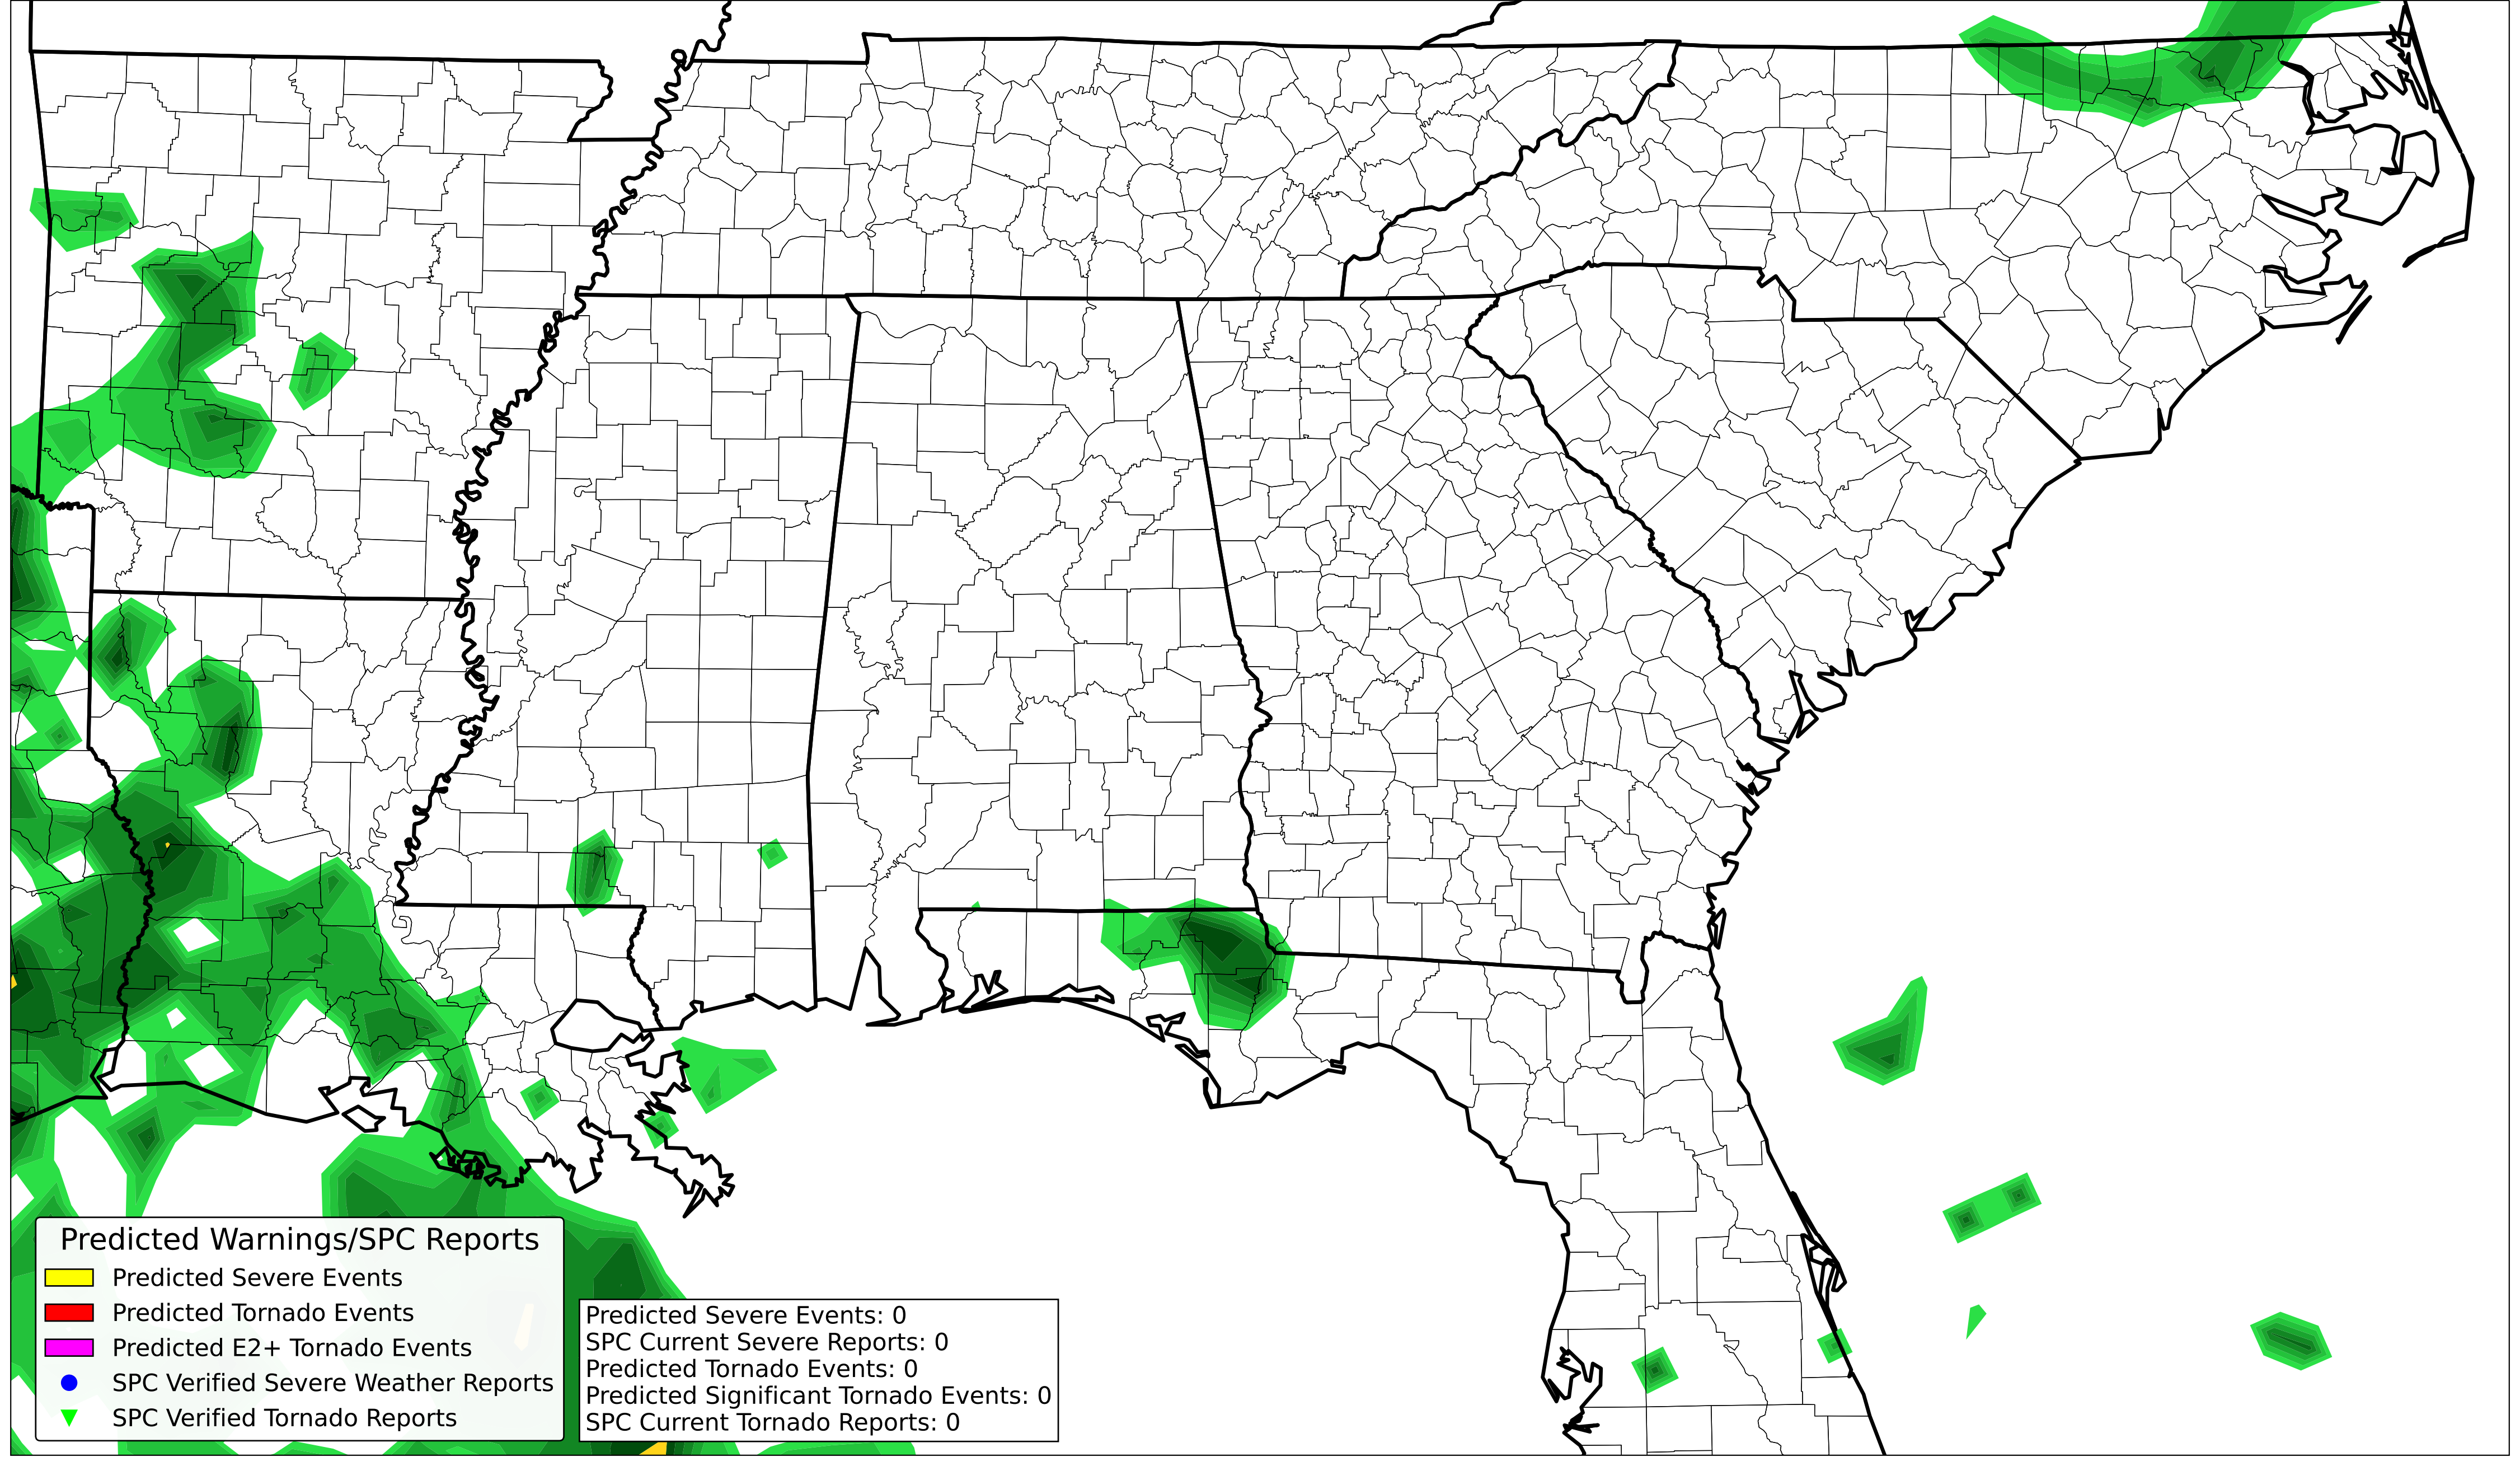 Predicted Warnings/SPC Reports
Predicted Severe Events
Predicted Tornado Events
Predicted E2+ Tornado Events
SPC Verified Severe Weather Reports
SPC Verified Tornado Reports
Predicted Severe Events: 0
SPC Current Severe Reports: 0
Predicted Tornado Events: 0
Predicted Significant Tornado Events: 0
SPC Current Tornado Reports: 0